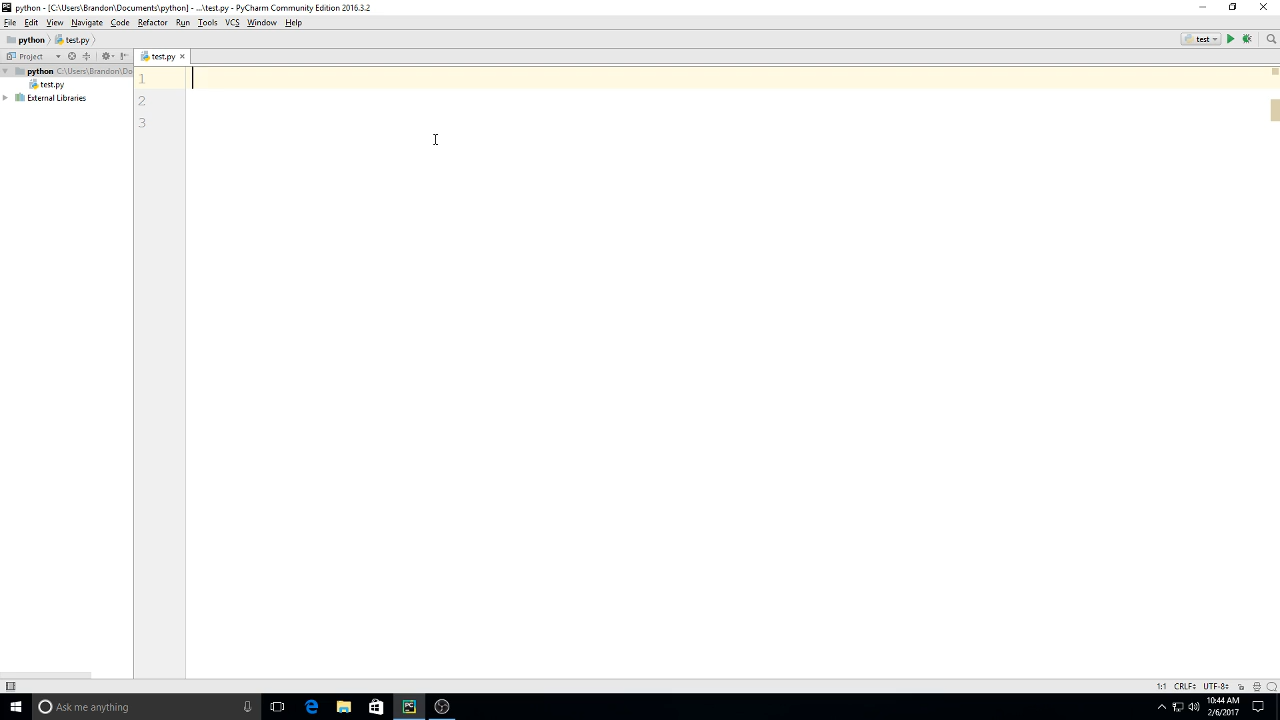 python - [C:\Users\Brandon\Documents\python] - ...\test.py - PyCharm Community Edition 2016.3.2
File Edit View Navigate Code Refactor Run Tools VCS Window Help
python test.py test
Project test.py
python C:\Users\Brandon\Do
test.py
External Libraries
1
2
3
1:1 CRLF UTF-8
Ask me anything
10:44 AM
2/6/2017